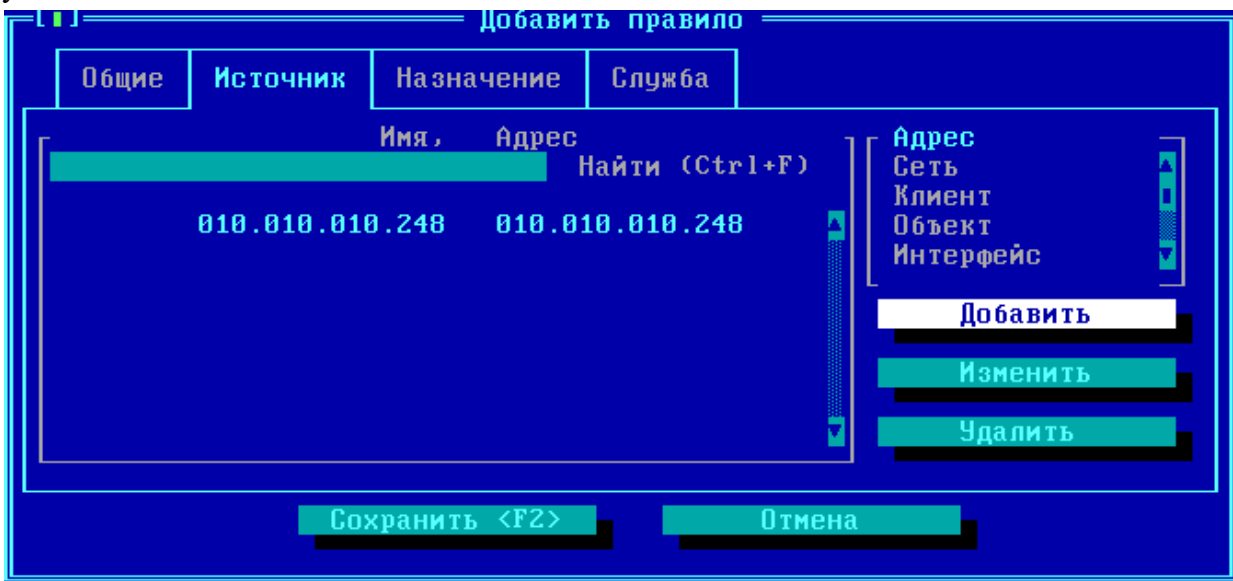 [▮] Добавить правило
Общие Источник Назначение Служба
Имя, Адрес
Найти (Ctrl+F)
010.010.010.248 010.010.010.248
Адрес
Сеть
Клиент
Объект
Интерфейс
Добавить
Изменить
Удалить
Сохранить <F2> Отмена